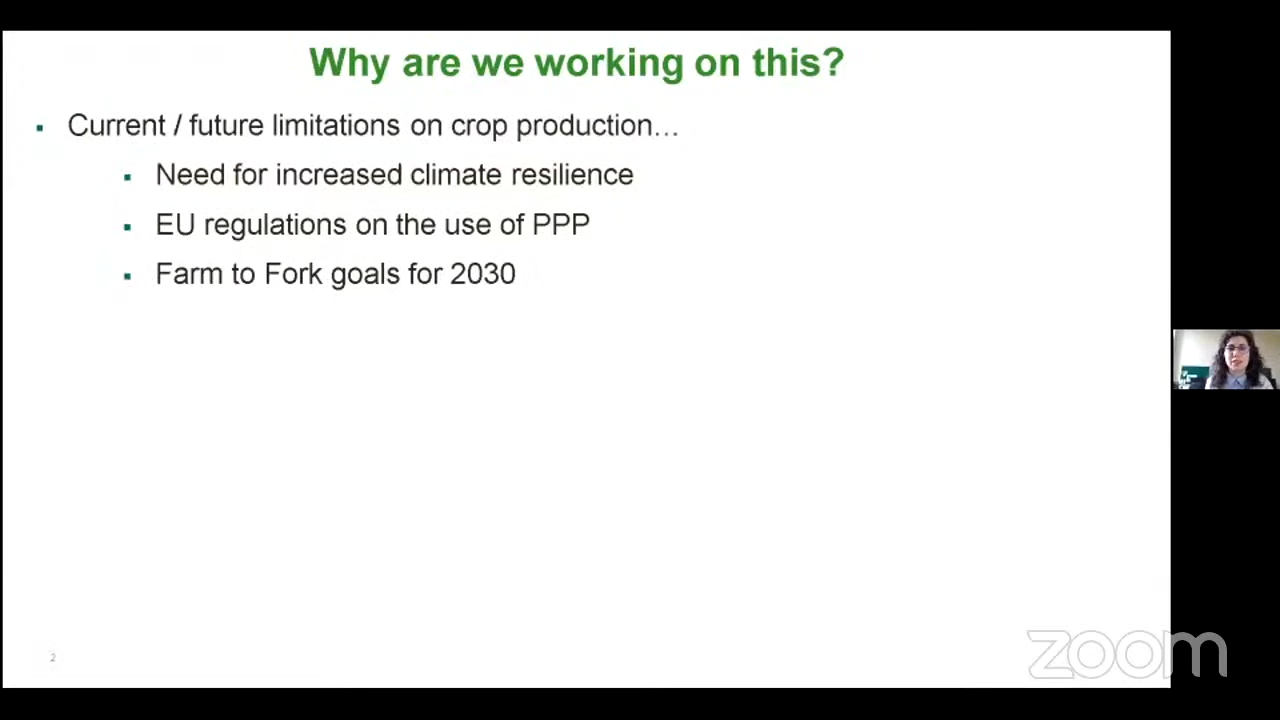 Why are we working on this?
▪ Current / future limitations on crop production…
▪ Need for increased climate resilience
▪ EU regulations on the use of PPP
▪ Farm to Fork goals for 2030
2
zoom